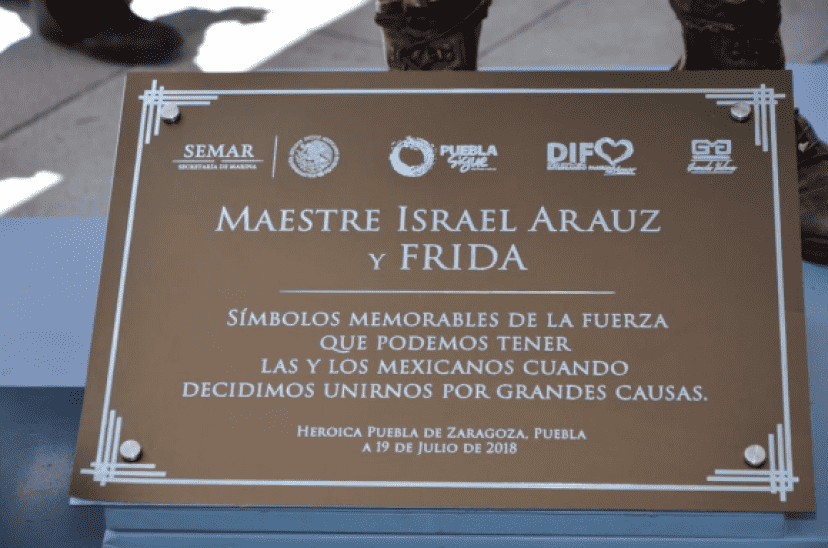 SEMAR
SECRETARÍA DE MARINA
PUEBLA
sigue
DIF
MAESTRE ISRAEL ARAUZ
Y FRIDA
SÍMBOLOS MEMORABLES DE LA FUERZA
QUE PODEMOS TENER
LAS Y LOS MEXICANOS CUANDO
DECIDIMOS UNIRNOS POR GRANDES CAUSAS.
HEROICA PUEBLA DE ZARAGOZA, PUEBLA
A 19 DE JULIO DE 2018